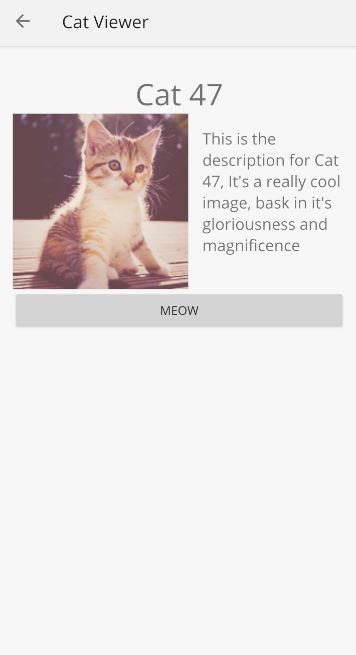 Cat Viewer
Cat 47
This is the
description for Cat
47, It's a really cool
image, bask in it's
gloriousness and
magnificence
MEOW